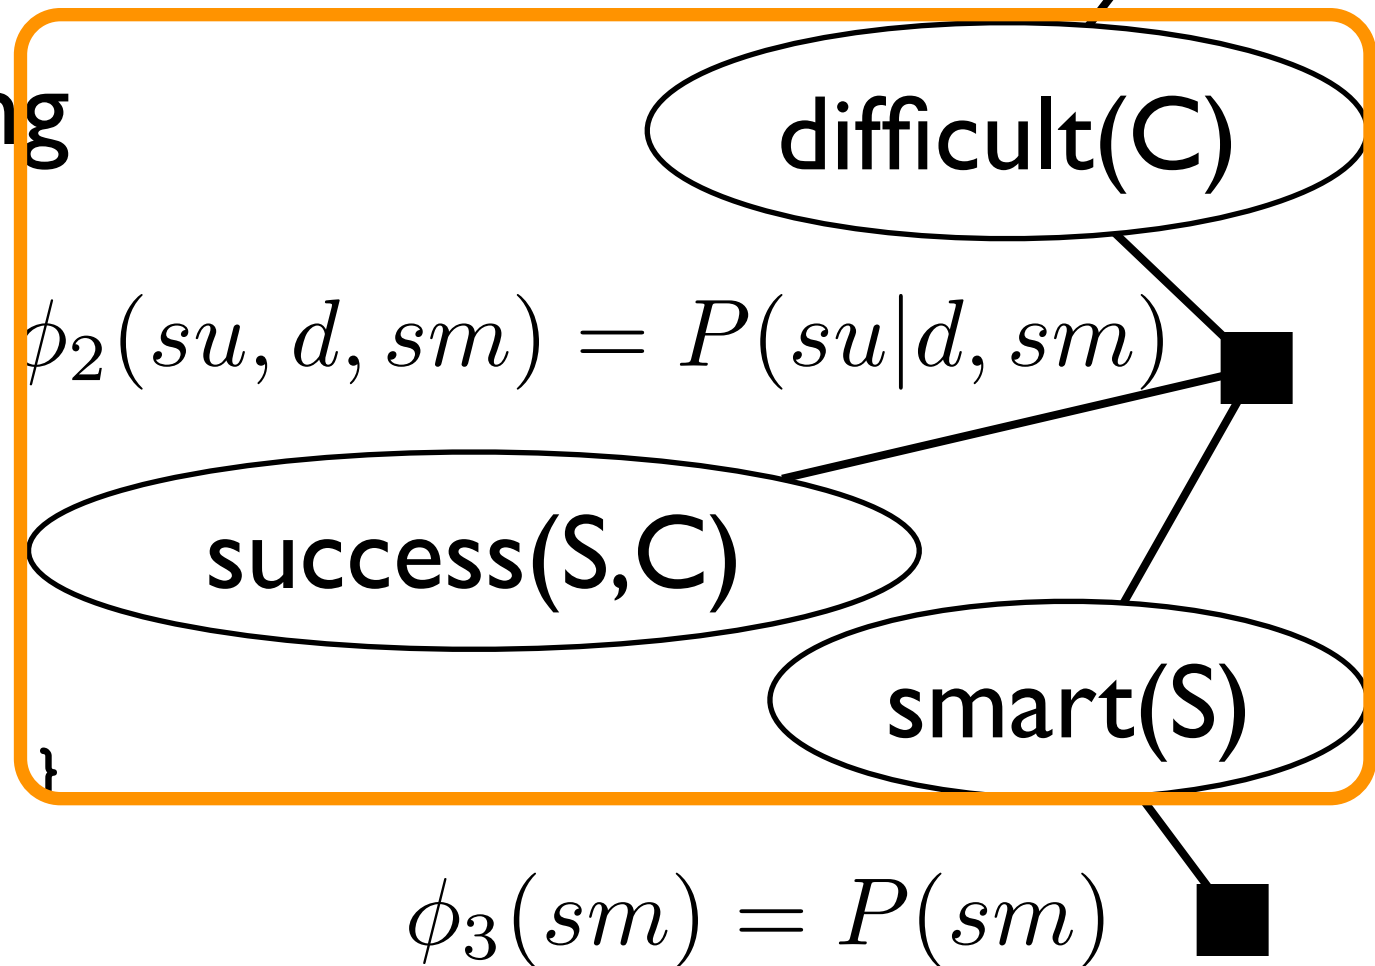 difficult(C)
ϕ₂(su, d, sm) = P(su|d, sm)
success(S,C)
smart(S)
}
ϕ₃(sm) = P(sm)